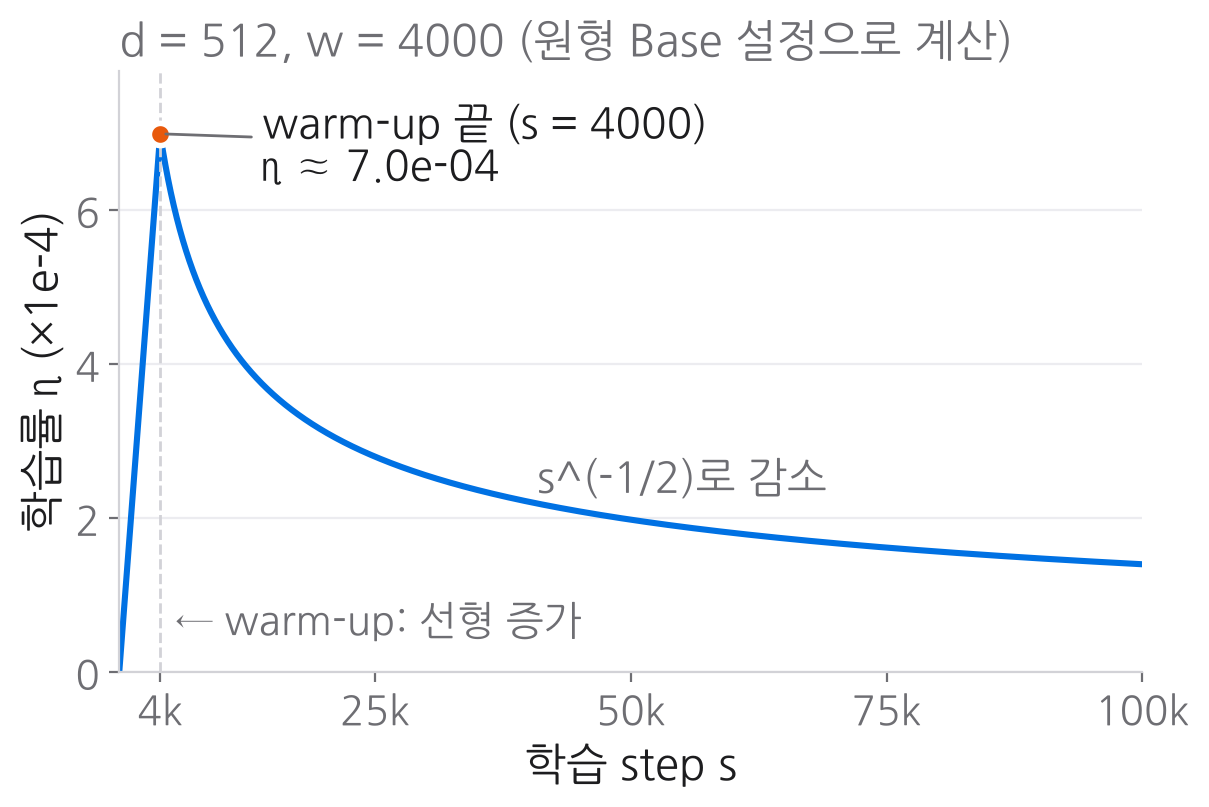 d = 512, w = 4000 (원형 Base 설정으로 계산)
warm-up 끝 (s = 4000)
η ≈ 7.0e-04
6
4
2
0
학습률 η (×1e-4)
s^(-1/2)로 감소
← warm-up: 선형 증가
4k 25k 50k 75k 100k
학습 step s